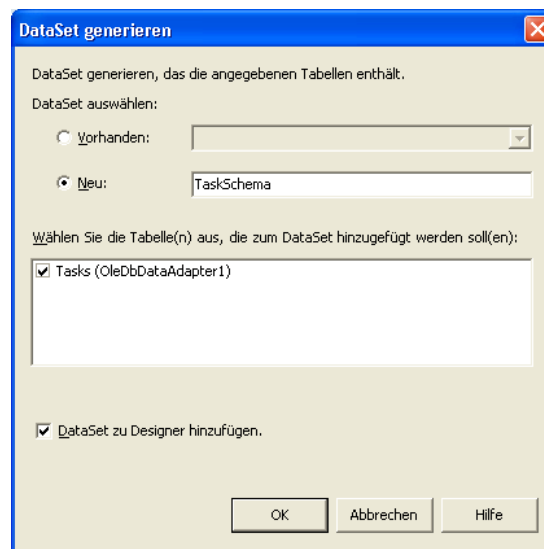 DataSet generieren
DataSet generieren, das die angegebenen Tabellen enthält.
DataSet auswählen:
Vorhanden:
Neu: TaskSchema
Wählen Sie die Tabelle(n) aus, die zum DataSet hinzugefügt werden soll(en):
Tasks (OleDbDataAdapter1)
DataSet zu Designer hinzufügen.
OK Abbrechen Hilfe